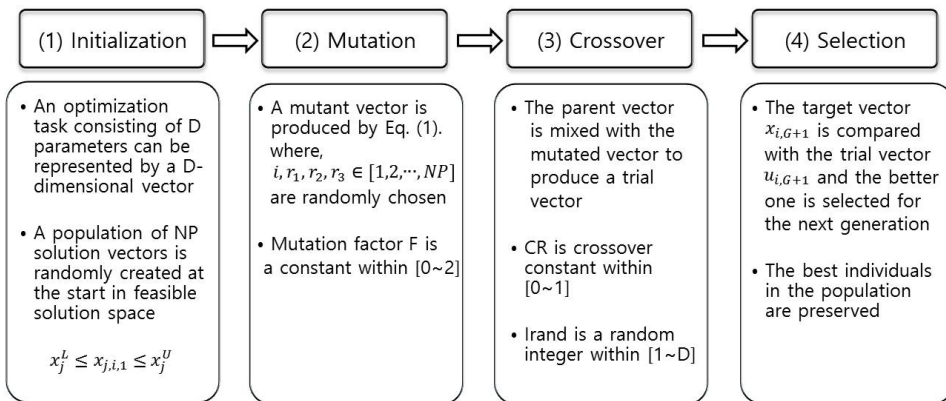 (1) Initialization
(2) Mutation
(3) Crossover
(4) Selection
• An optimization
task consisting of D
parameters can be
represented by a D-
dimensional vector
• A population of NP
solution vectors is
randomly created at
the start in feasible
solution space
$x_j^L \leq x_{j,i,1} \leq x_j^U$
• A mutant vector is
produced by Eq. (1).
where,
$i, r_1, r_2, r_3 \in [1,2,\cdots,NP]$
are randomly chosen
• Mutation factor F is
a constant within [0~2]
• The parent vector
is mixed with the
mutated vector to
produce a trial
vector
• CR is crossover
constant within
[0~1]
• Irand is a random
integer within [1~D]
• The target vector
$x_{i,G+1}$ is compared
with the trial vector
$u_{i,G+1}$ and the better
one is selected for
the next generation
• The best individuals
in the population
are preserved